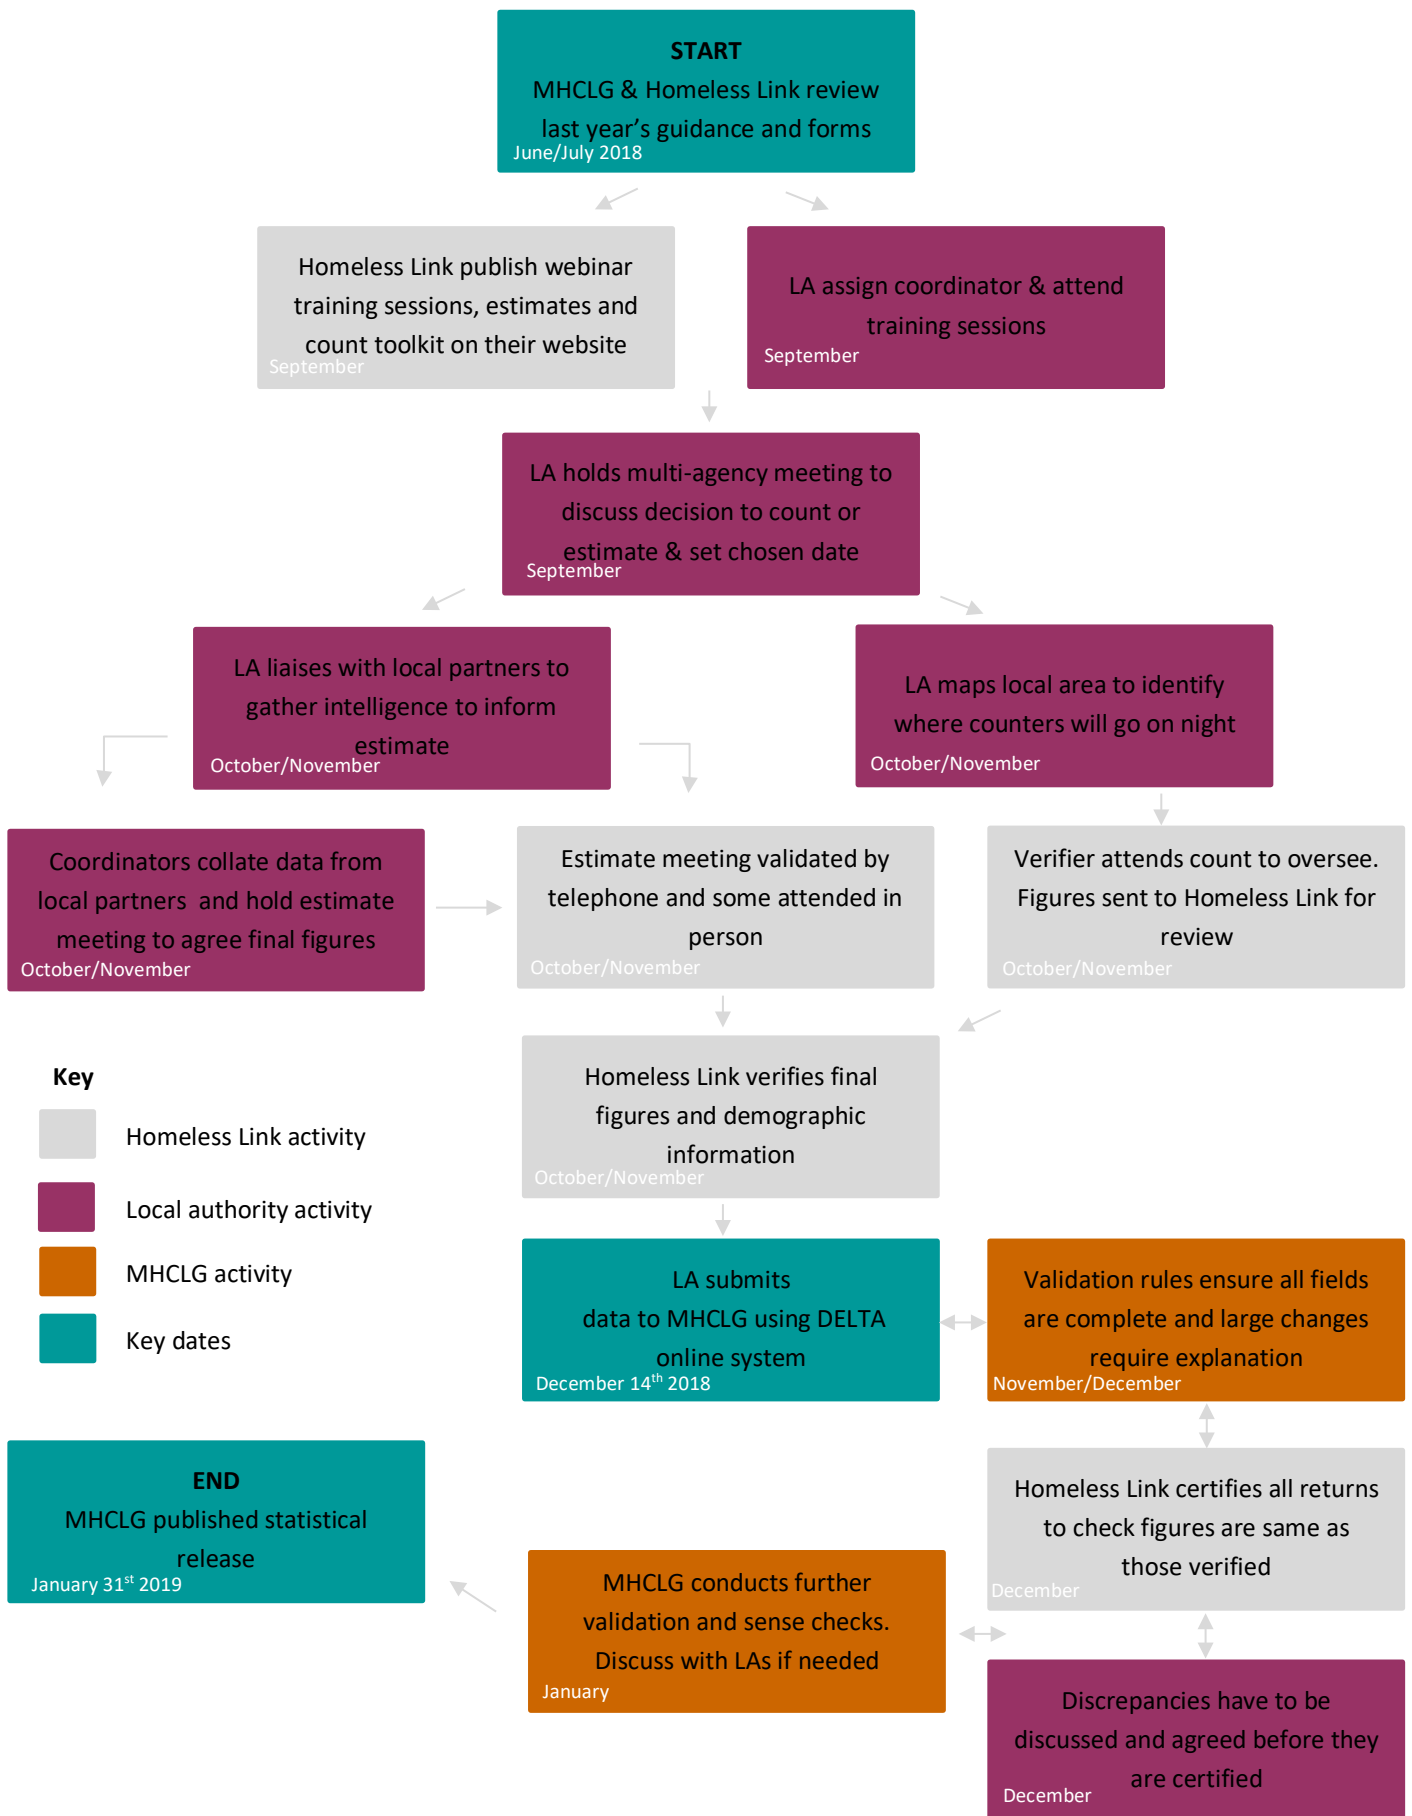 START
MHCLG & Homeless Link review
last year’s guidance and forms
June/July 2018
Homeless Link publish webinar
training sessions, estimates and
count toolkit on their website
September
LA assign coordinator & attend
training sessions
September
LA holds multi-agency meeting to
discuss decision to count or
estimate & set chosen date
September
LA liaises with local partners to
gather intelligence to inform
estimate
October/November
LA maps local area to identify
where counters will go on night
October/November
Coordinators collate data from
local partners  and hold estimate
meeting to agree final figures
October/November
Estimate meeting validated by
telephone and some attended in
person
October/November
Verifier attends count to oversee.
Figures sent to Homeless Link for
review
October/November
Homeless Link verifies final
figures and demographic
information
October/November
Key
Homeless Link activity
Local authority activity
MHCLG activity
Key dates
LA submits
data to MHCLG using DELTA
online system
December 14th 2018
Validation rules ensure all fields
are complete and large changes
require explanation
November/December
END
MHCLG published statistical
release
January 31st 2019
Homeless Link certifies all returns
to check figures are same as
those verified
December
MHCLG conducts further
validation and sense checks.
Discuss with LAs if needed
January
Discrepancies have to be
discussed and agreed before they
are certified
December